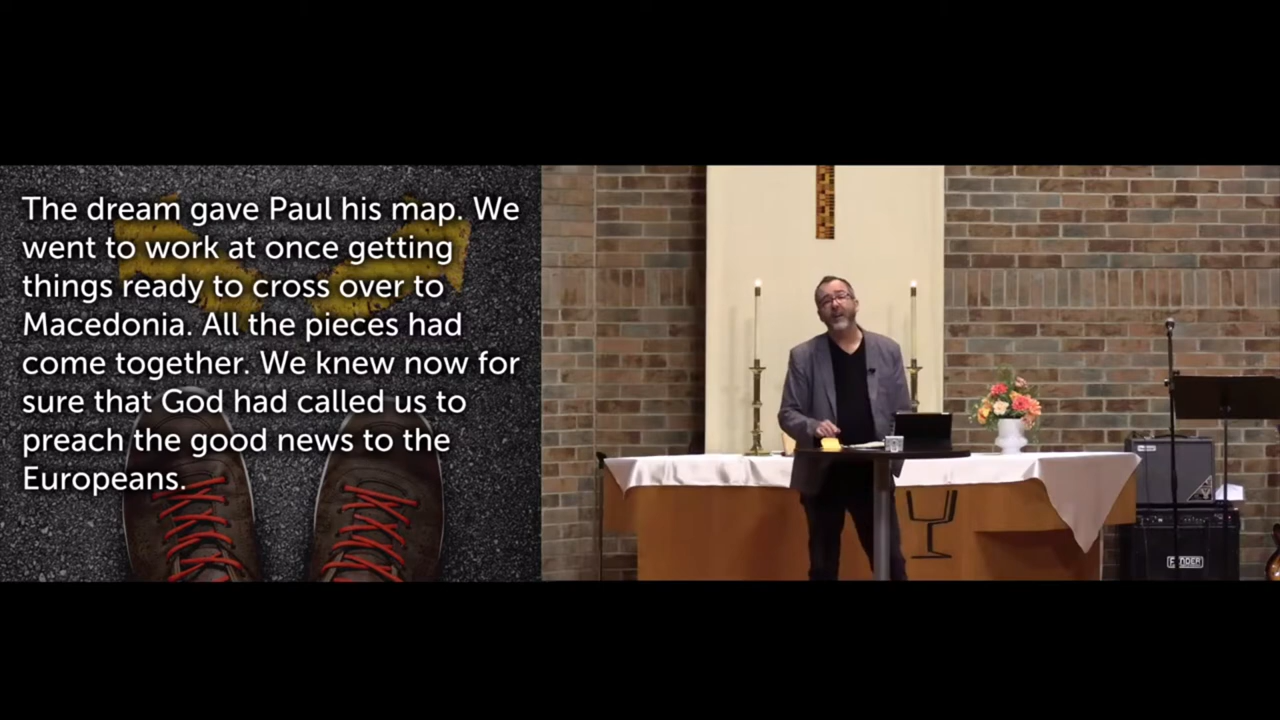 The dream gave Paul his map. We
went to work at once getting
things ready to cross over to
Macedonia. All the pieces had
come together. We knew now for
sure that God had called us to
preach the good news to the
Europeans.